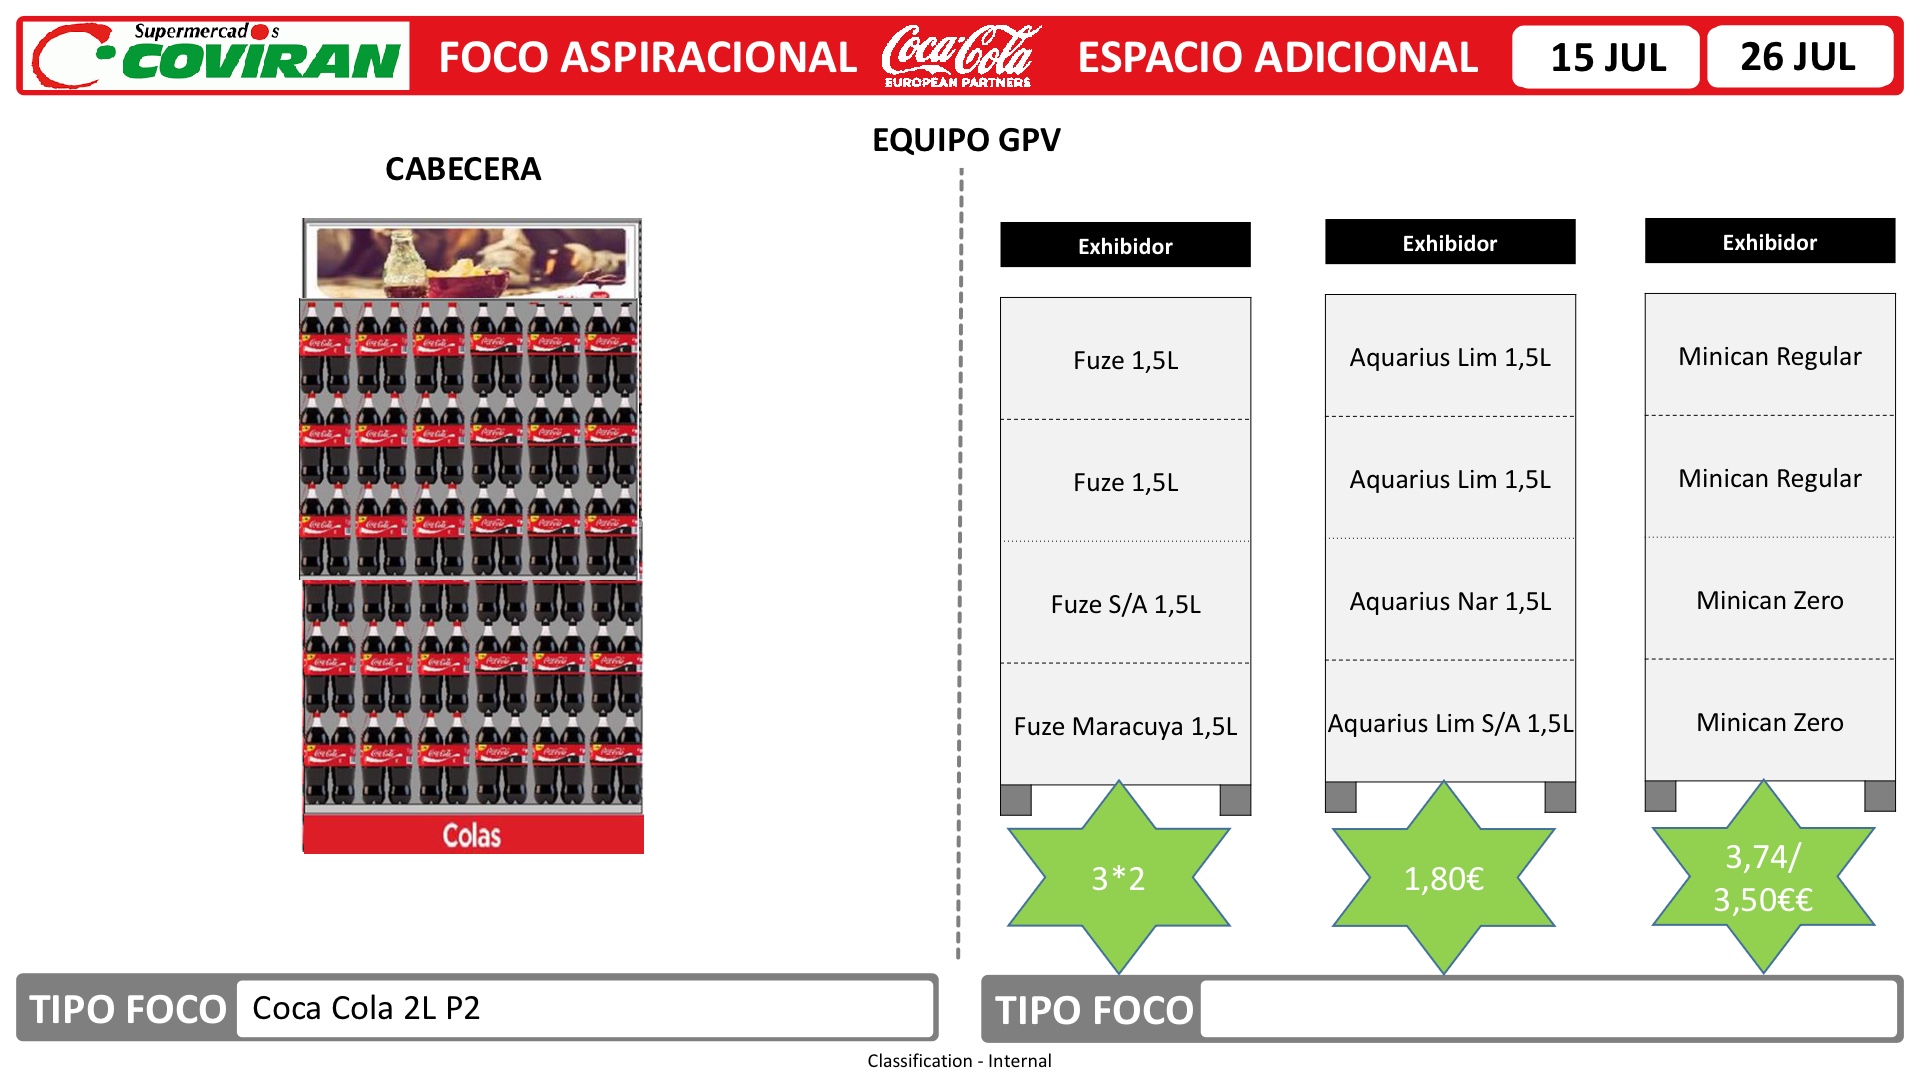 Supermercados
COVIRAN
FOCO ASPIRACIONAL
Coca-Cola
EUROPEAN PARTNERS
ESPACIO ADICIONAL
15 JUL
26 JUL
EQUIPO GPV
CABECERA
Colas
Exhibidor
Fuze 1,5L
Fuze 1,5L
Fuze S/A 1,5L
Fuze Maracuya 1,5L
3*2
Exhibidor
Aquarius Lim 1,5L
Aquarius Lim 1,5L
Aquarius Nar 1,5L
Aquarius Lim S/A 1,5L
1,80€
Exhibidor
Minican Regular
Minican Regular
Minican Zero
Minican Zero
3,74/
3,50€€
TIPO FOCO
Coca Cola 2L P2
TIPO FOCO
Classification - Internal